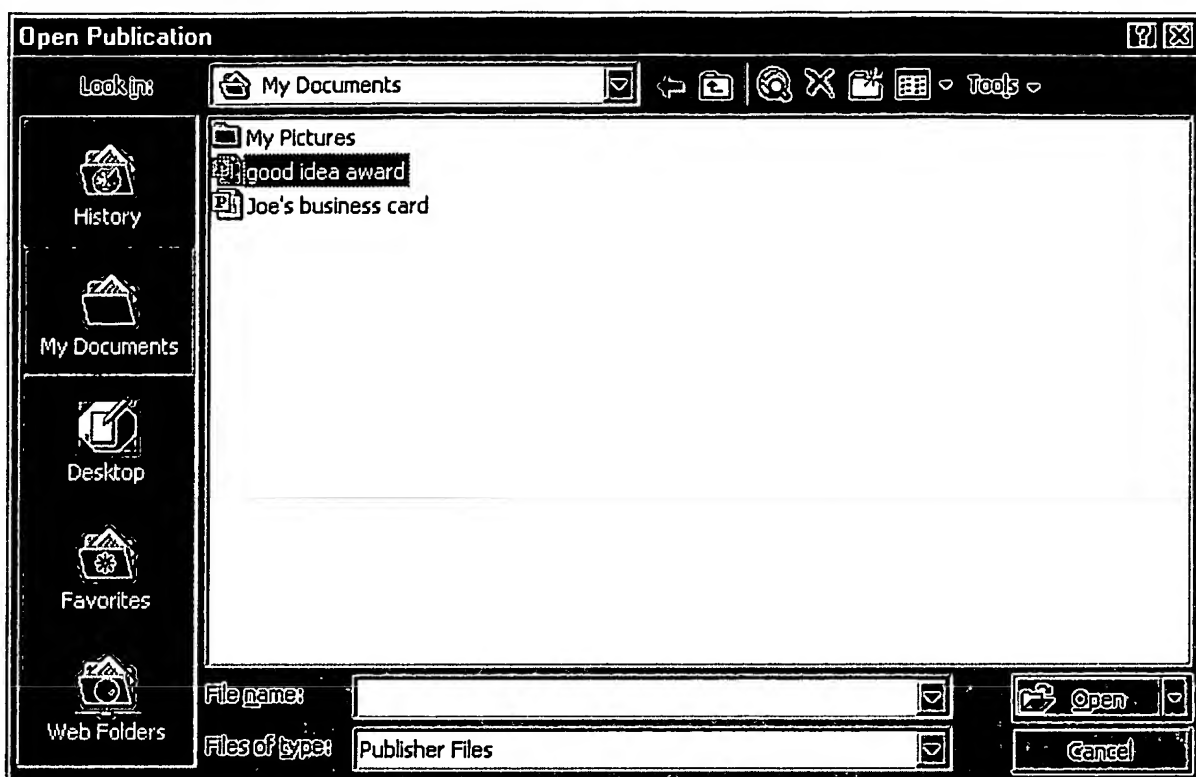 Open Publication
Look in: My Documents Tools
My Pictures
good idea award
Joe's business card
History
My Documents
Desktop
Favorites
Web Folders
File name: Open
Files of type: Publisher Files Cancel